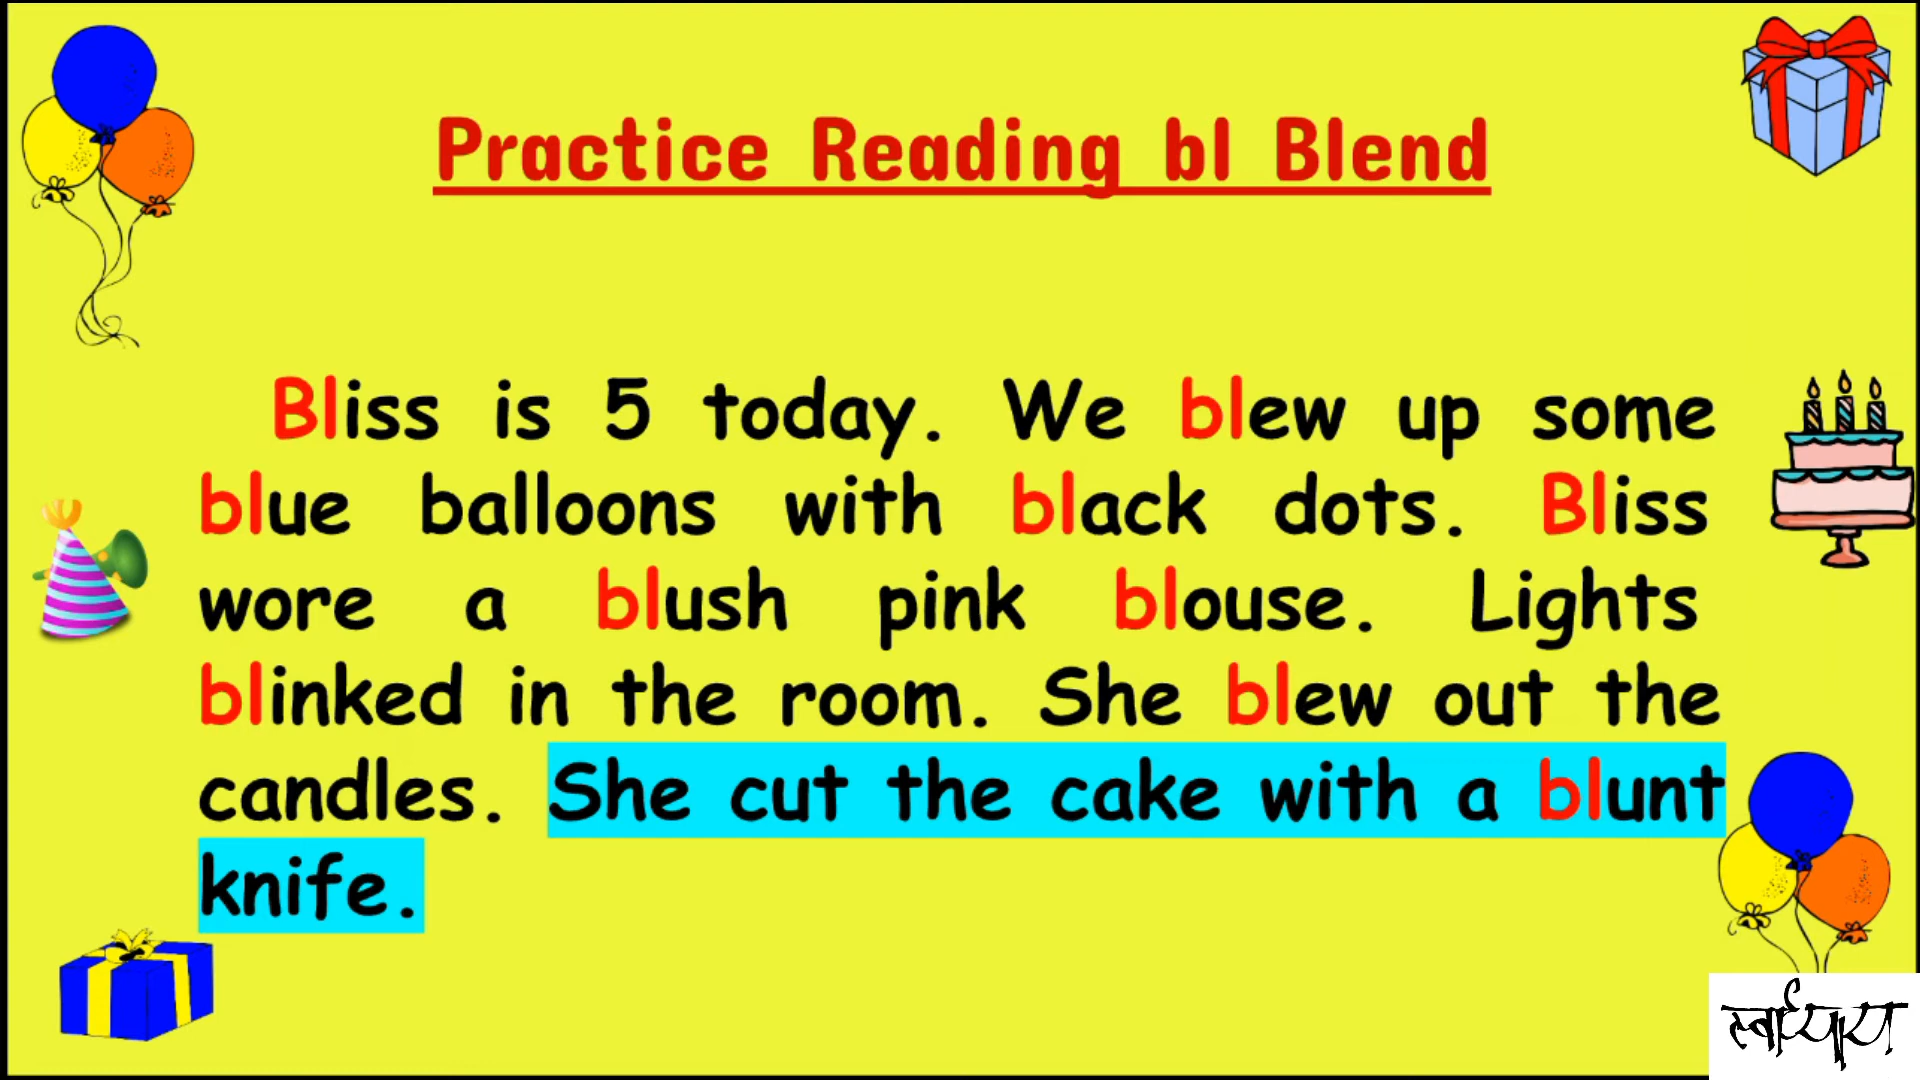 Practice Reading bl Blend
Bliss is 5 today. We blew up some
blue balloons with black dots. Bliss
wore a blush pink blouse. Lights
blinked in the room. She blew out the
candles. She cut the cake with a blunt
knife.
स्वाध्याय